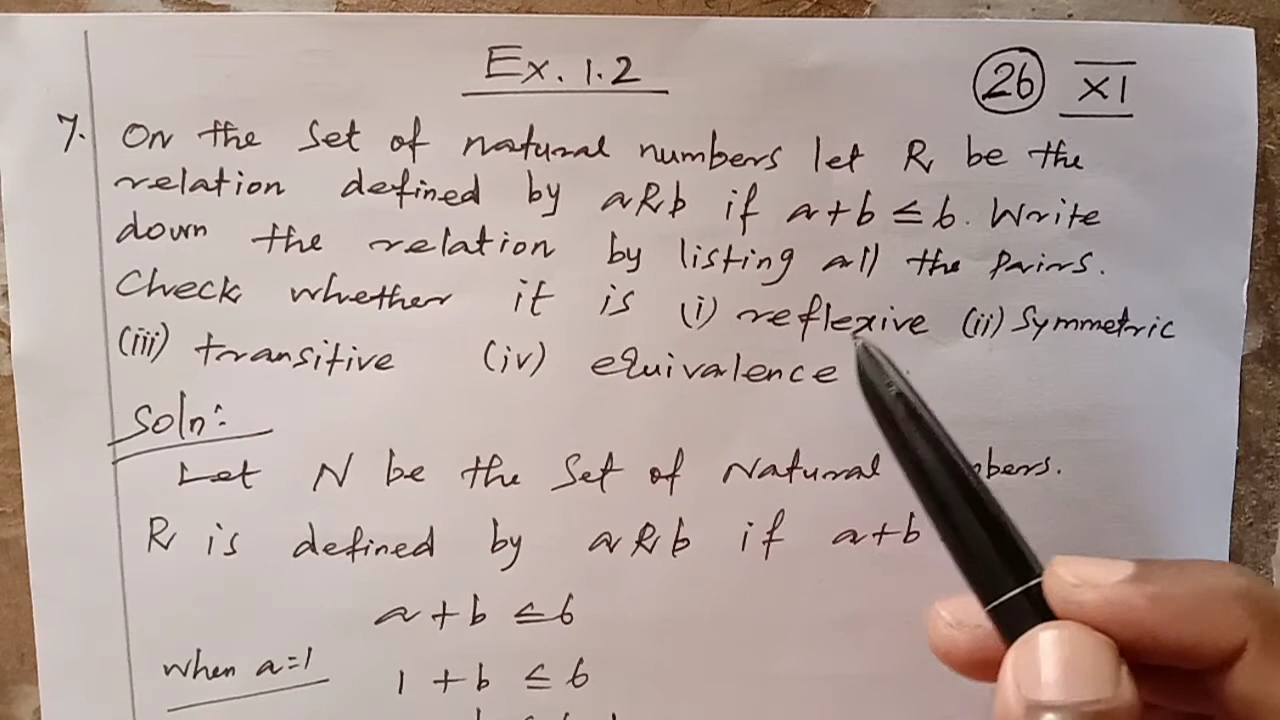 Ex. 1.2
26 XI
7. On the set of natural numbers let R be the
relation defined by aRb if a+b ≤ 6. Write
down the relation by listing all the pairs.
Check whether it is (i) reflexive (ii) symmetric
(iii) transitive (iv) equivalence
Soln:
Let N be the set of Natural bers.
R is defined by aRb if a+b
a + b ≤ 6
when a=1 1 + b ≤ 6